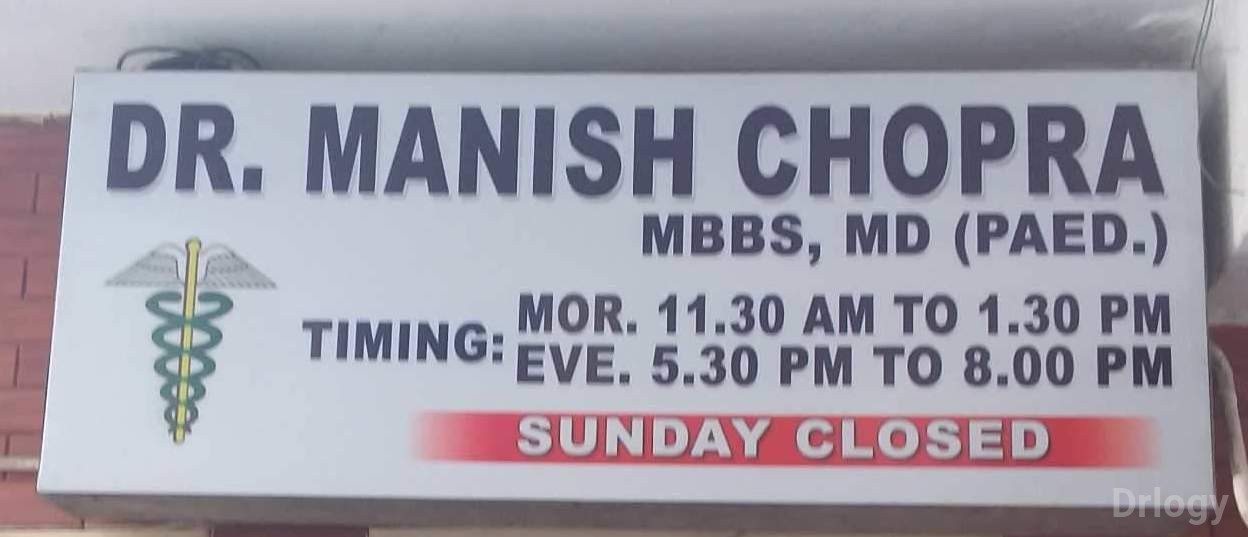 DR. MANISH CHOPRA
MBBS, MD (PAED.)
TIMING: MOR. 11.30 AM TO 1.30 PM
EVE. 5.30 PM TO 8.00 PM
SUNDAY CLOSED
Drlogy